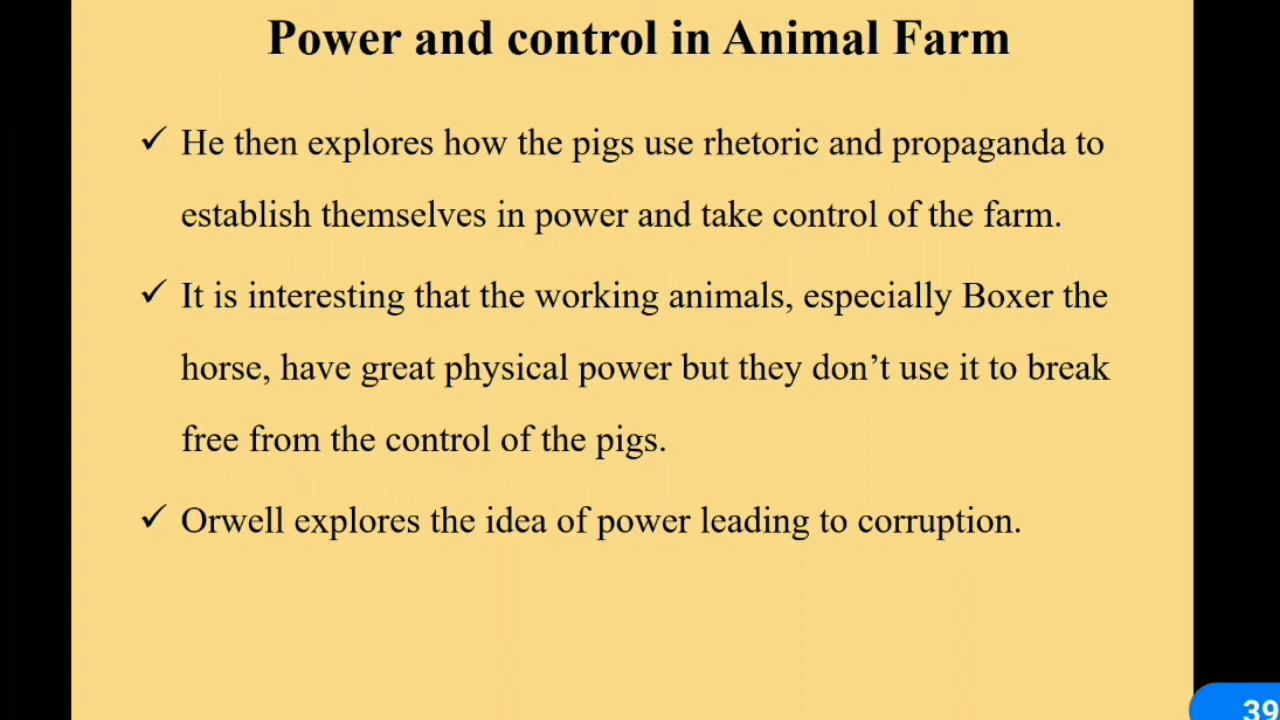 Power and control in Animal Farm
✓ He then explores how the pigs use rhetoric and propaganda to
establish themselves in power and take control of the farm.
✓ It is interesting that the working animals, especially Boxer the
horse, have great physical power but they don’t use it to break
free from the control of the pigs.
✓ Orwell explores the idea of power leading to corruption.
39